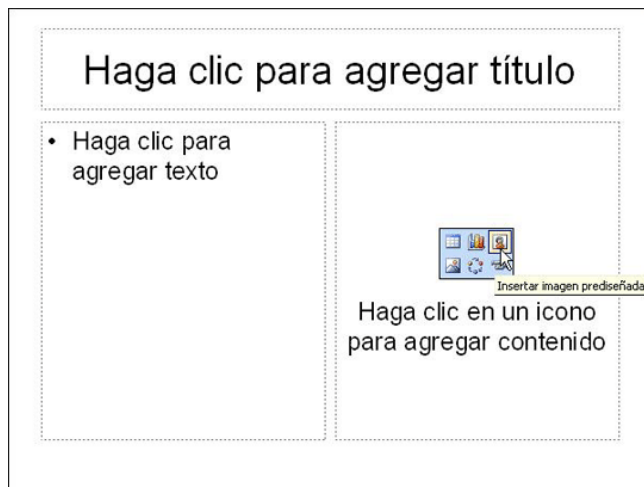 Haga clic para agregar título
• Haga clic para
agregar texto
Insertar imagen prediseñada
Haga clic en un icono
para agregar contenido